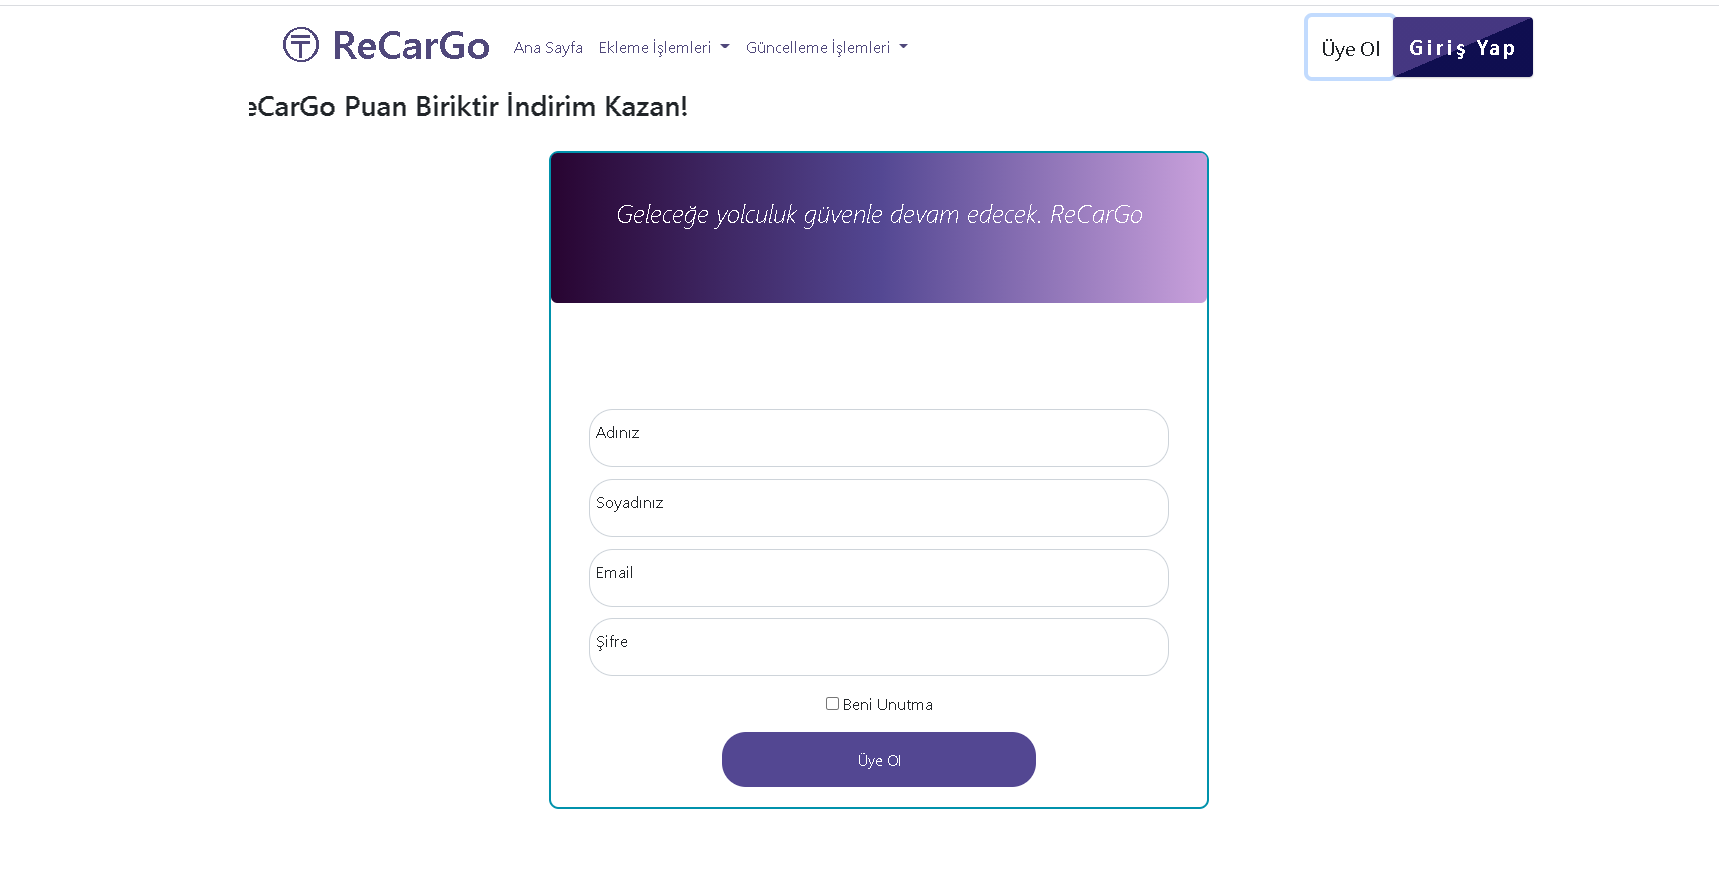 ReCarGo Ana Sayfa Ekleme İşlemleri Güncelleme İşlemleri Üye Ol Giriş Yap
eCarGo Puan Biriktir İndirim Kazan!
Geleceğe yolculuk güvenle devam edecek. ReCarGo
Adınız
Soyadınız
Email
Şifre
Beni Unutma
Üye Ol